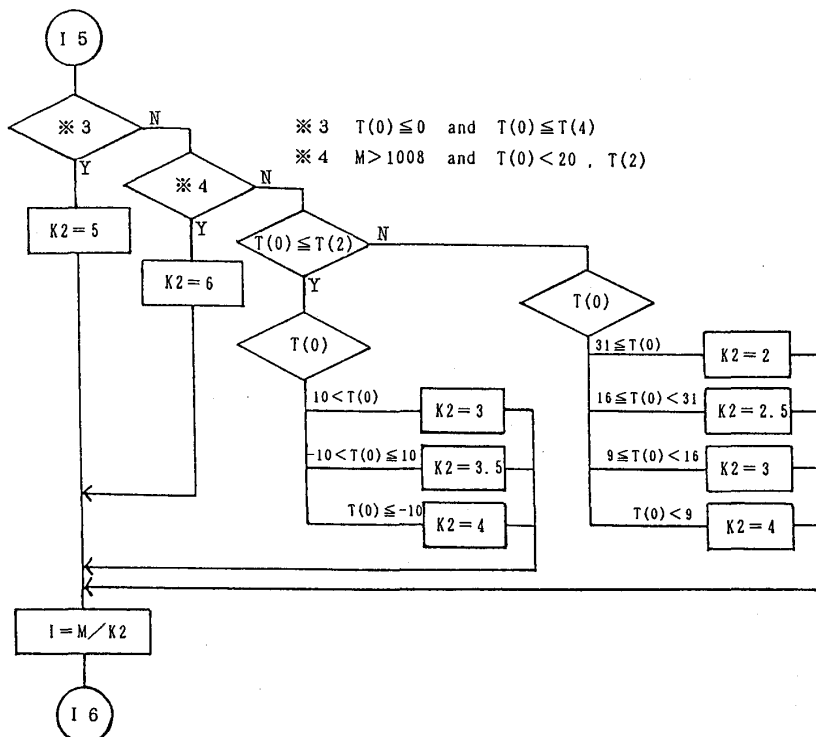 I 5
※3
N
Y
※3 T(0)≦0 and T(0)≦T(4)
※4 M>1008 and T(0)<20 , T(2)
K2=5
※4
N
Y
K2=6
T(0)≦T(2)
N
Y
T(0)
10<T(0)
K2=3
-10<T(0)≦10
K2=3.5
T(0)≦-10
K2=4
T(0)
31≦T(0)
K2=2
16≦T(0)<31
K2=2.5
9≦T(0)<16
K2=3
T(0)<9
K2=4
I=M/K2
I 6